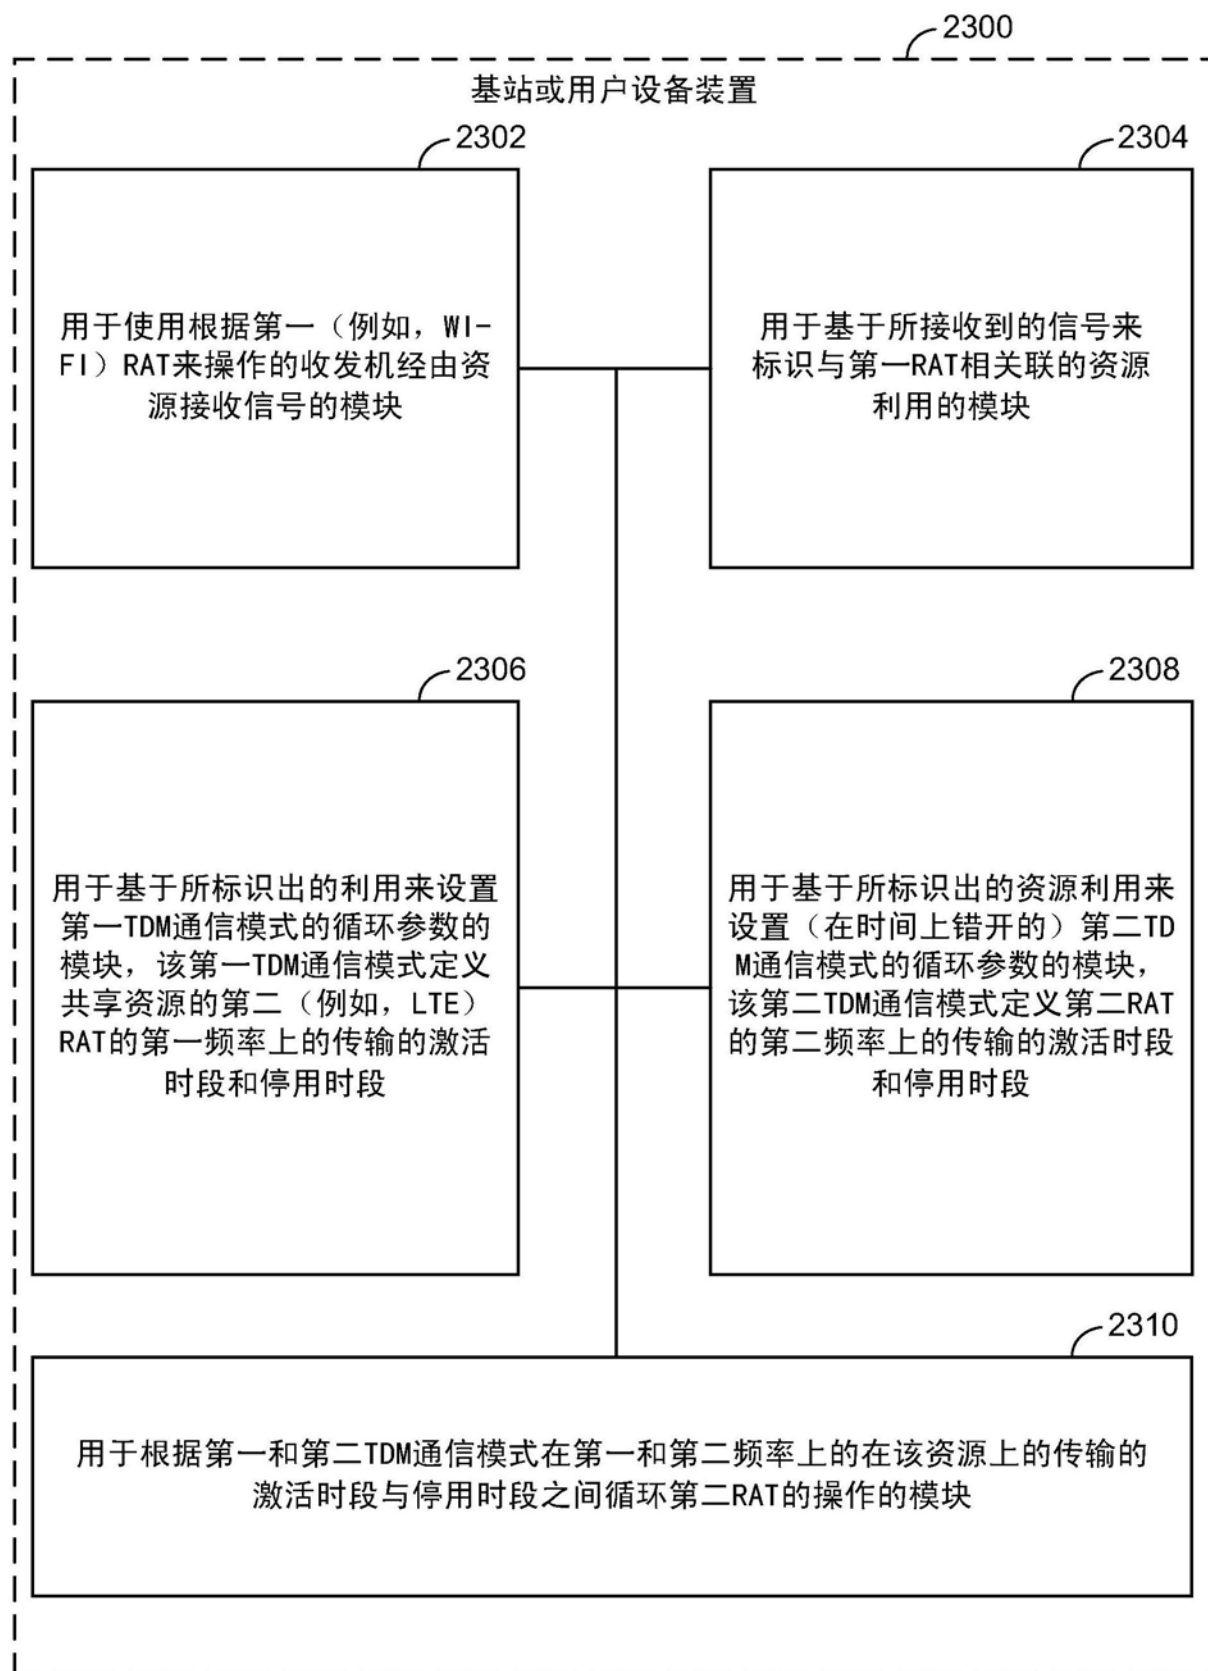 2300
基站或用户设备装置
2302
用于使用根据第一（例如，WI-
FI）RAT来操作的收发机经由资
源接收信号的模块
2304
用于基于所接收到的信号来
标识与第一RAT相关联的资源
利用的模块
2306
用于基于所标识出的利用来设置
第一TDM通信模式的循环参数的
模块，该第一TDM通信模式定义
共享资源的第二（例如，LTE）
RAT的第一频率上的传输的激活
时段和停用时段
2308
用于基于所标识出的资源利用来
设置（在时间上错开的）第二TD
M通信模式的循环参数的模块，
该第二TDM通信模式定义第二RAT
的第二频率上的传输的激活时段
和停用时段
2310
用于根据第一和第二TDM通信模式在第一和第二频率上的在该资源上的传输的
激活时段与停用时段之间循环第二RAT的操作的模块